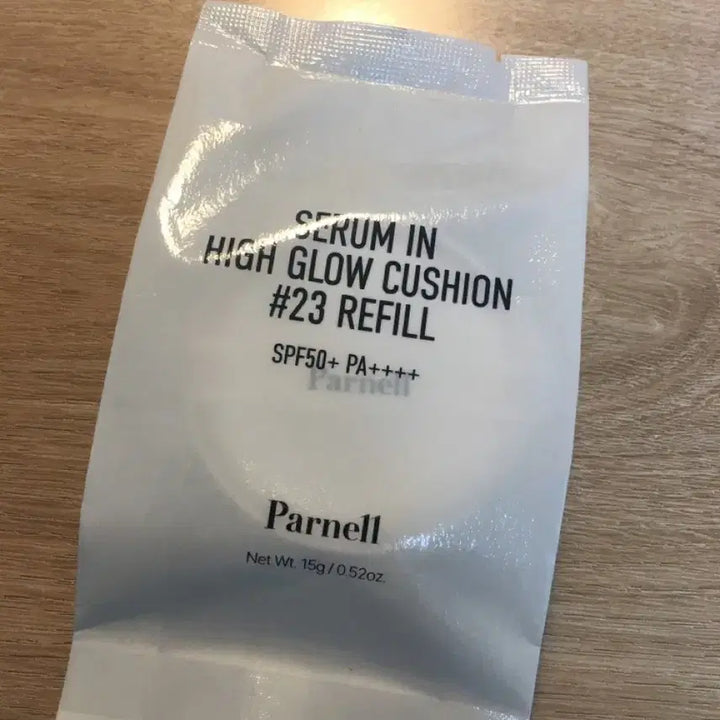 SERUM IN
HIGH GLOW CUSHION
#23 REFILL
SPF50+ PA++++
Parnell
Parnell
Net Wt. 15g / 0.52oz.